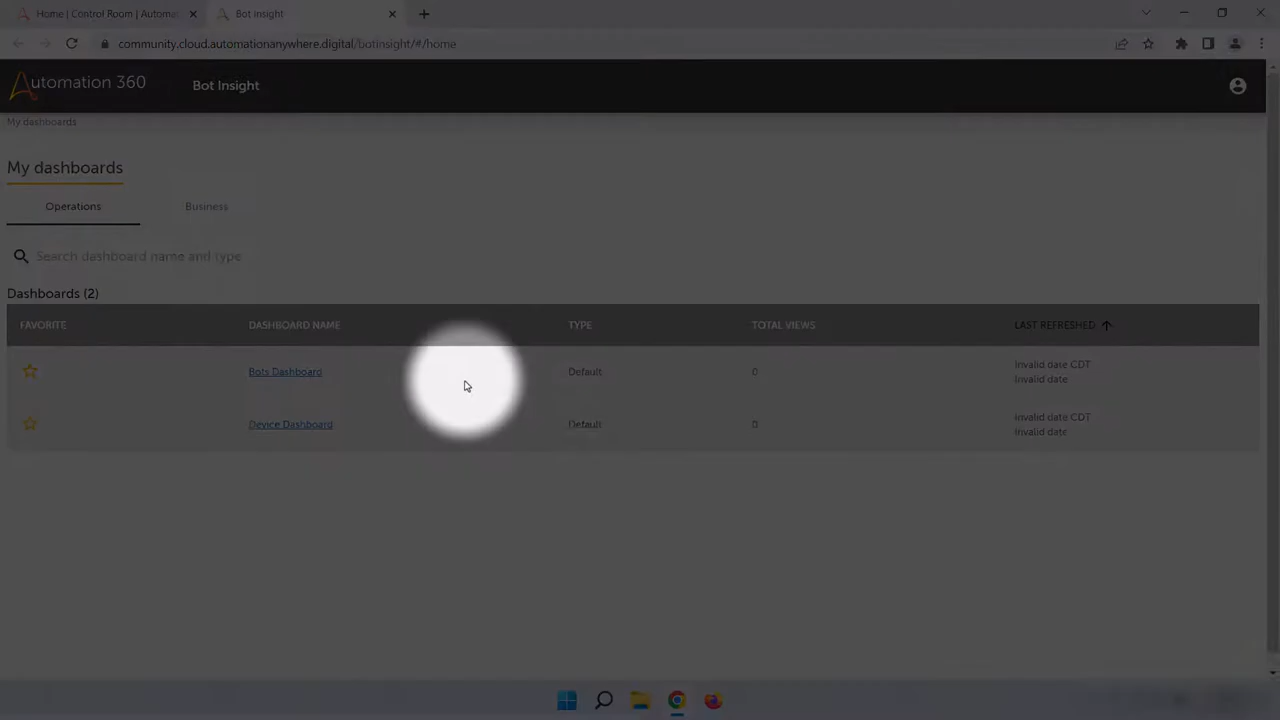 Home | Control Room | Automat
Bot Insight
community.cloud.automationanywhere.digital/botinsight/#/home
Automation 360
Bot Insight
My dashboards
My dashboards
Operations
Business
Search dashboard name and type
Dashboards (2)
FAVORITE
DASHBOARD NAME
TYPE
TOTAL VIEWS
LAST REFRESHED
Bots Dashboard
Default
0
Invalid date CDT
Invalid date
Device Dashboard
Default
0
Invalid date CDT
Invalid date